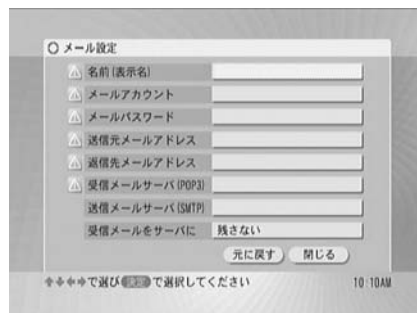 メール設定
名前(表示名)
メールアカウント
メールパスワード
送信元メールアドレス
返信先メールアドレス
受信メールサーバ(POP3)
送信メールサーバ(SMTP)
受信メールをサーバに 残さない
元に戻す 閉じる
で選び 決定 で選択してください 10:10AM